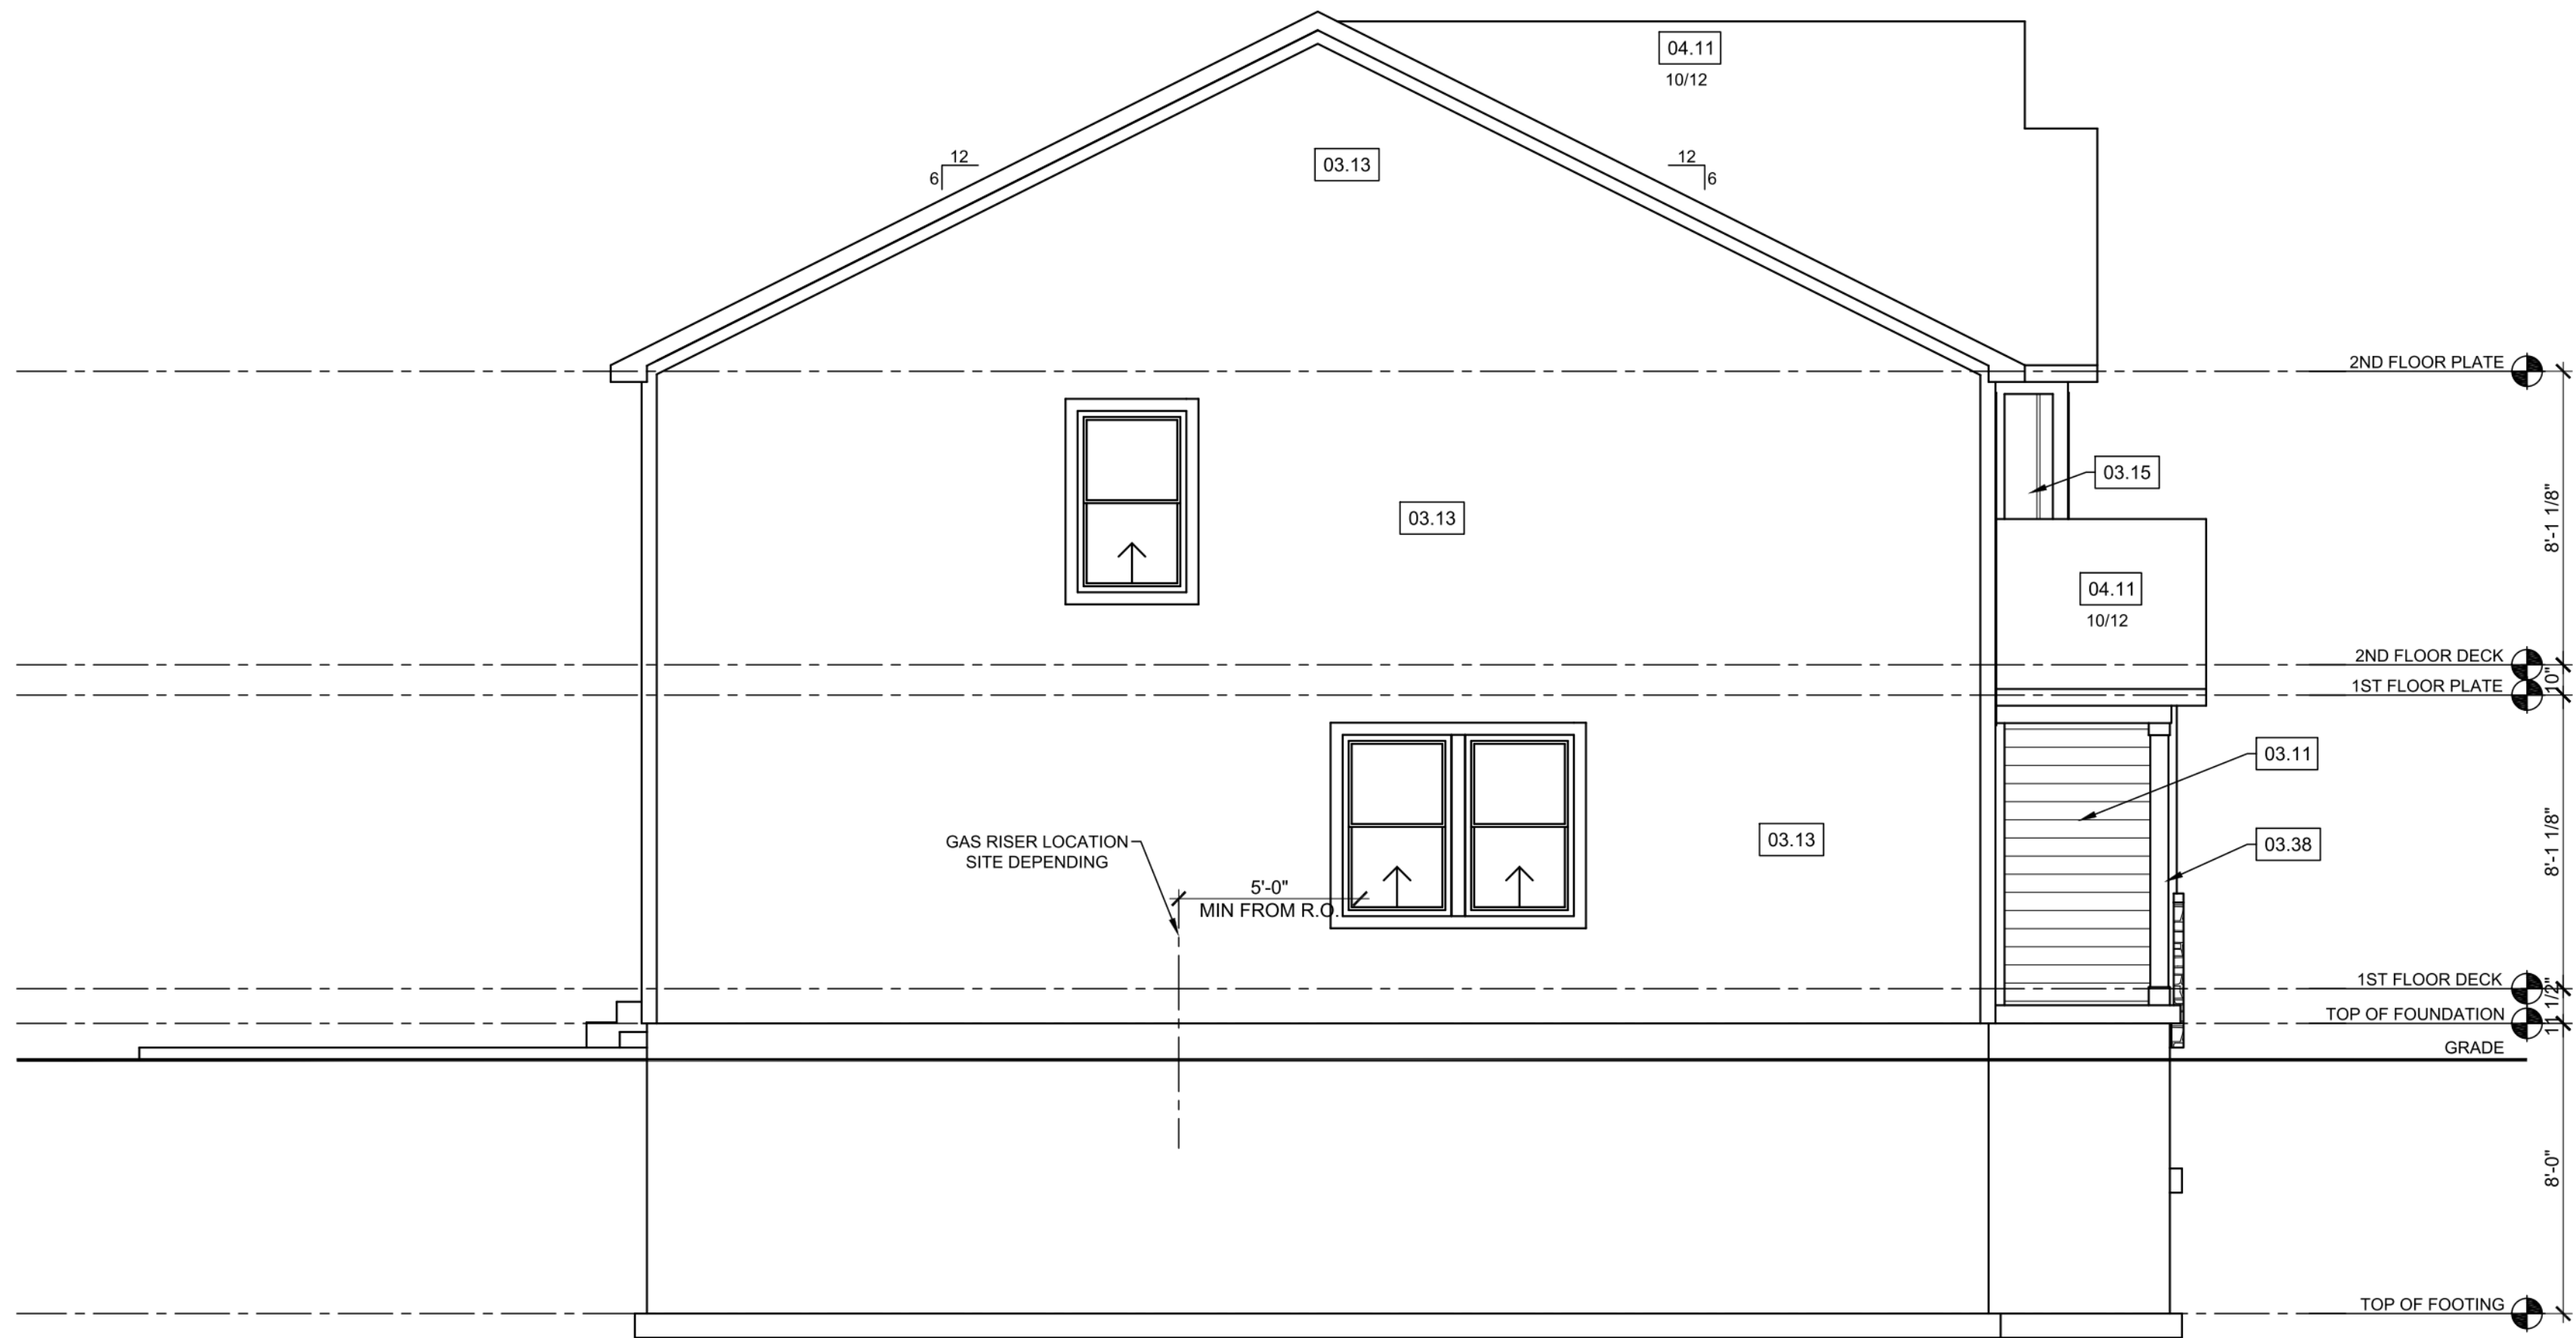 04.11
10/12
12
6
03.13
12
6
2ND FLOOR PLATE
03.15
03.13
8'-1 1/8"
04.11
10/12
2ND FLOOR DECK
10"
1ST FLOOR PLATE
03.11
GAS RISER LOCATION
SITE DEPENDING
03.13
03.38
8'-1 1/8"
5'-0"
MIN FROM R.O.
1ST FLOOR DECK
11 1/2"
TOP OF FOUNDATION
GRADE
8'-0"
TOP OF FOOTING